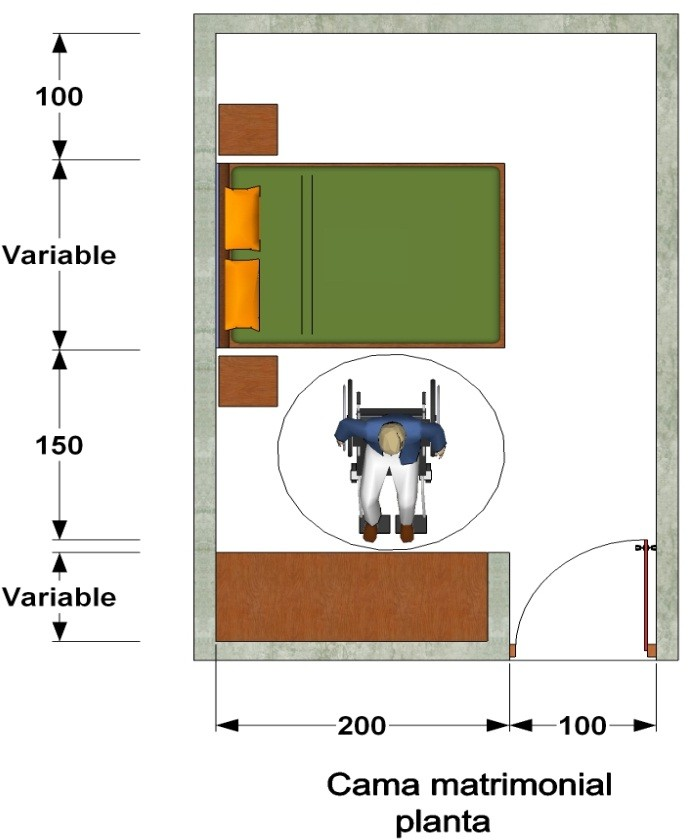 100
Variable
150
Variable
200
100
Cama matrimonial
planta